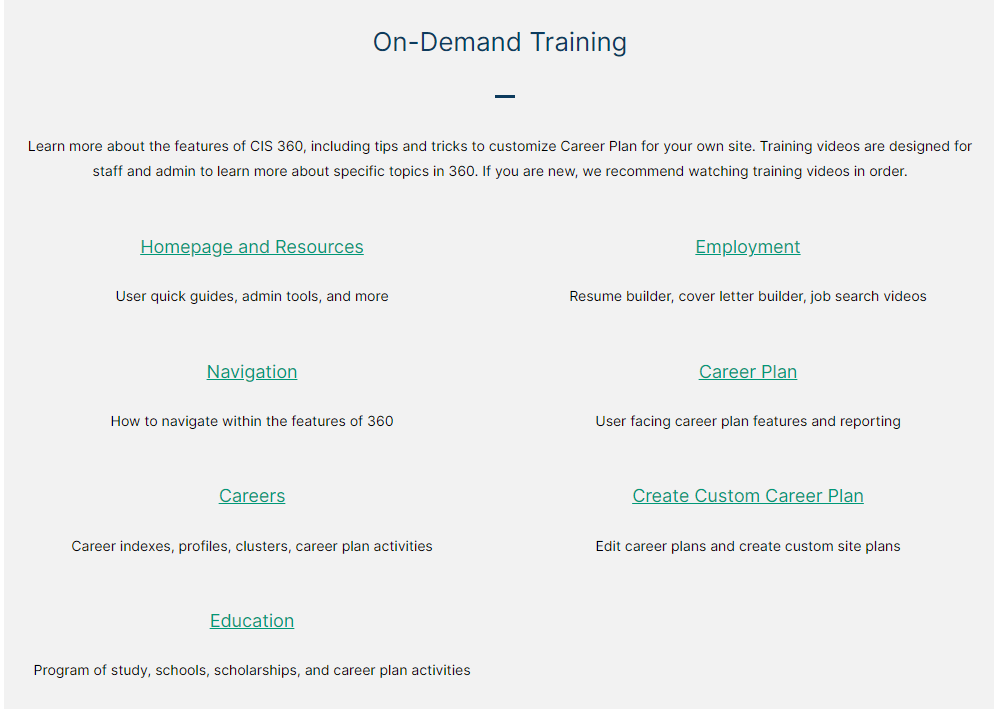 On-Demand Training
Learn more about the features of CIS 360, including tips and tricks to customize Career Plan for your own site. Training videos are designed for
staff and admin to learn more about specific topics in 360. If you are new, we recommend watching training videos in order.
Homepage and Resources
User quick guides, admin tools, and more
Navigation
How to navigate within the features of 360
Careers
Career indexes, profiles, clusters, career plan activities
Education
Program of study, schools, scholarships, and career plan activities
Employment
Resume builder, cover letter builder, job search videos
Career Plan
User facing career plan features and reporting
Create Custom Career Plan
Edit career plans and create custom site plans